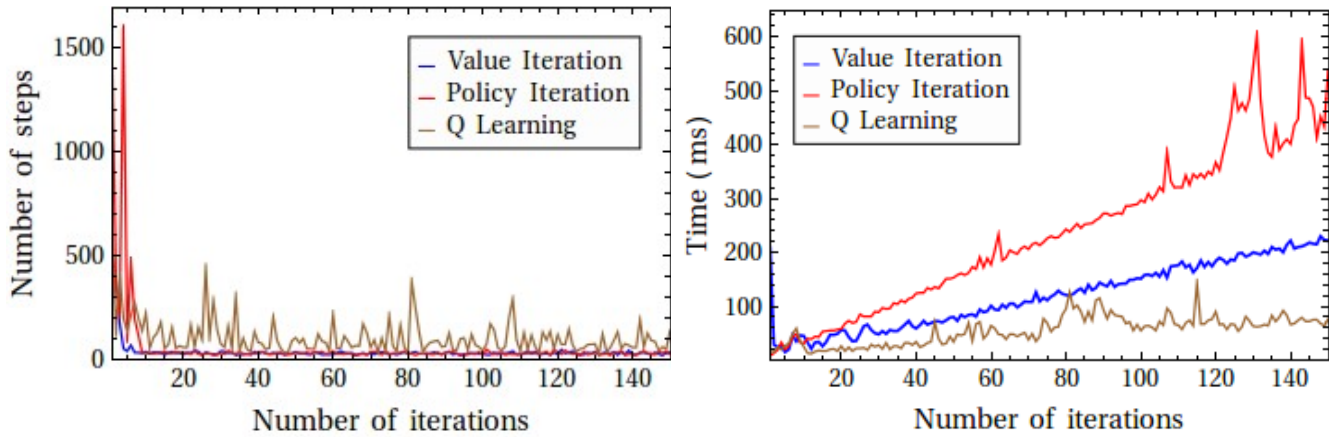 1500
1000
500
0
Number of steps
Value Iteration
Policy Iteration
Q Learning
20 40 60 80 100 120 140
Number of iterations
600
500
400
300
200
100
Time ( ms)
Value Iteration
Policy Iteration
Q Learning
20 40 60 80 100 120 140
Number of iterations